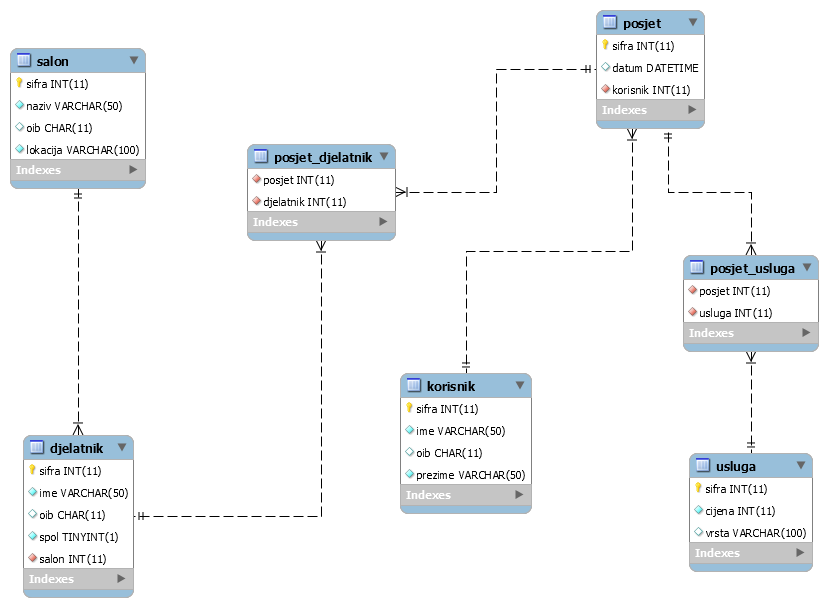 salon
sifra INT(11)
naziv VARCHAR(50)
oib CHAR(11)
lokacija VARCHAR(100)
Indexes
posjet_djelatnik
posjet INT(11)
djelatnik INT(11)
Indexes
posjet
sifra INT(11)
datum DATETIME
korisnik INT(11)
Indexes
posjet_usluga
posjet INT(11)
usluga INT(11)
Indexes
korisnik
sifra INT(11)
ime VARCHAR(50)
oib CHAR(11)
prezime VARCHAR(50)
Indexes
djelatnik
sifra INT(11)
ime VARCHAR(50)
oib CHAR(11)
spol TINYINT(1)
salon INT(11)
Indexes
usluga
sifra INT(11)
cijena INT(11)
vrsta VARCHAR(100)
Indexes